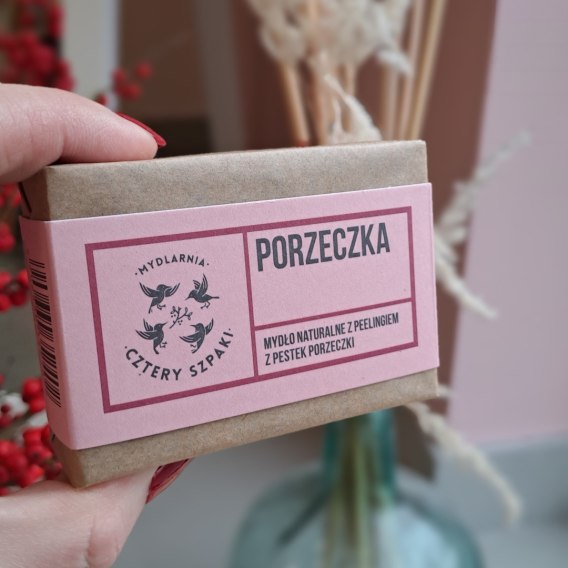 ·MYDLARNIA·
·CZTERY SZPAKI·
PORZECZKA
MYDŁO NATURALNE Z PEELINGIEM
Z PESTEK PORZECZKI